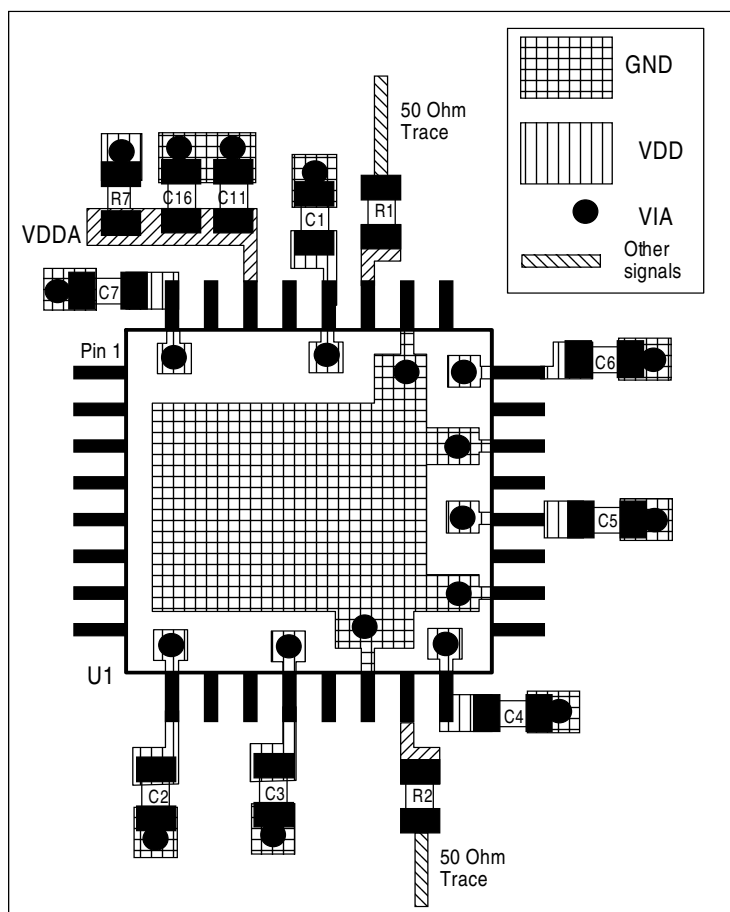 50 Ohm
Trace
GND
VDD
VIA
Other
signals
R7
C16
C11
C1
R1
VDDA
C7
Pin 1
C6
C5
U1
C4
C2
C3
R2
50 Ohm
Trace